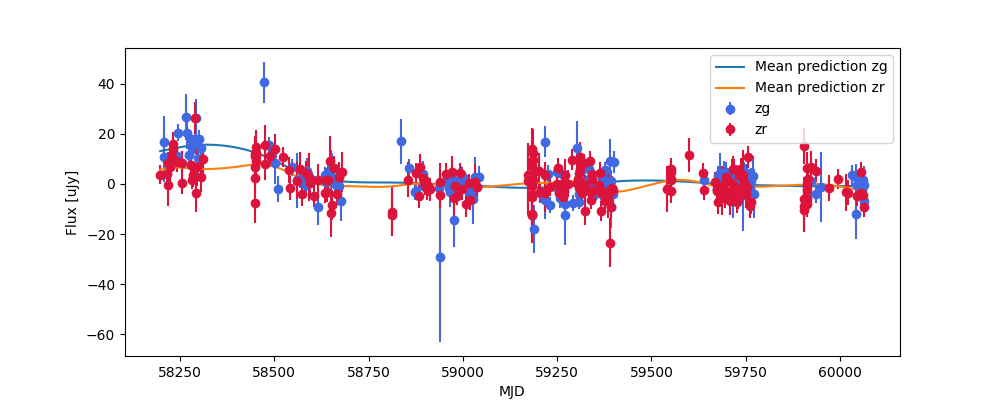 Mean prediction zg
Mean prediction zr
zg
zr
40
20
0
−20
−40
−60
Flux [uJy]
58250
58500
58750
59000
59250
59500
59750
60000
MJD